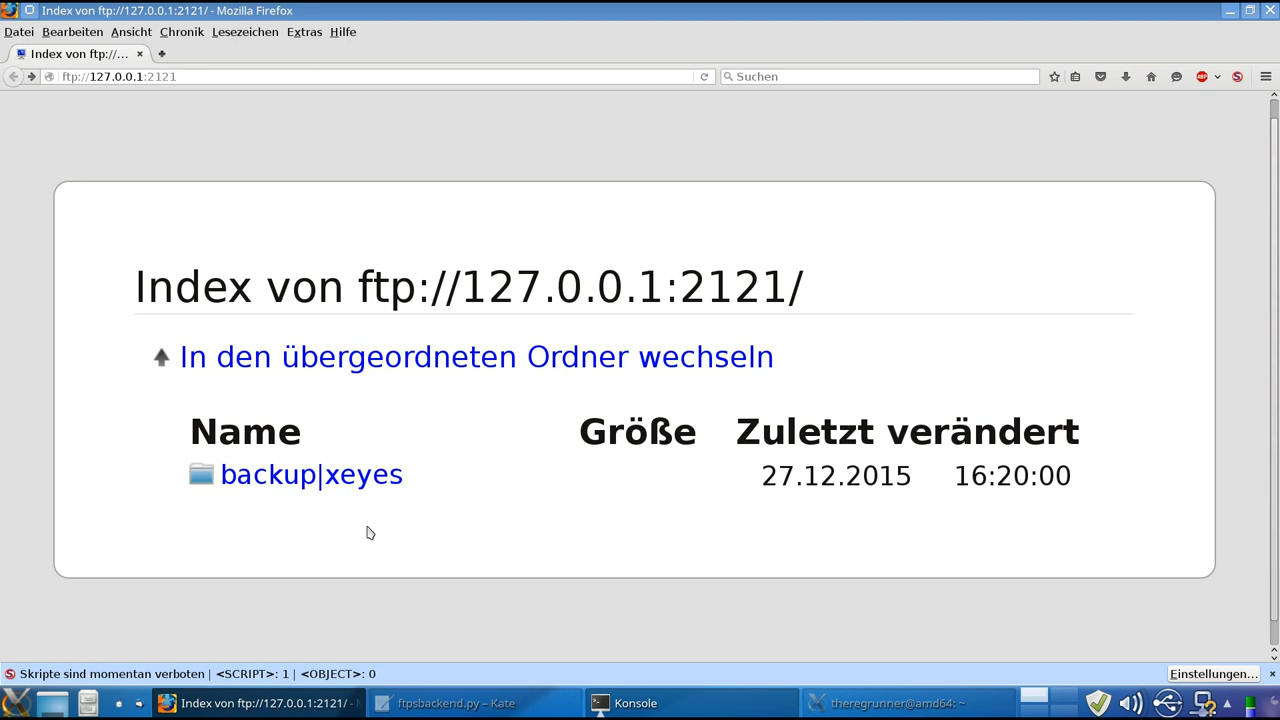 Index von ftp://127.0.0.1:2121/ - Mozilla Firefox
Datei Bearbeiten Ansicht Chronik Lesezeichen Extras Hilfe
Index von ftp://...
ftp://127.0.0.1:2121
Suchen
ABP
Index von ftp://127.0.0.1:2121/
In den übergeordneten Ordner wechseln
Name Größe Zuletzt verändert
backup|xeyes 27.12.2015 16:20:00
Skripte sind momentan verboten | <SCRIPT>: 1 | <OBJECT>: 0
Einstellungen...
Index von ftp://127.0.0.1:2121/ - ftpsbackend.py – Kate Konsole theregrunner@amd64: ~